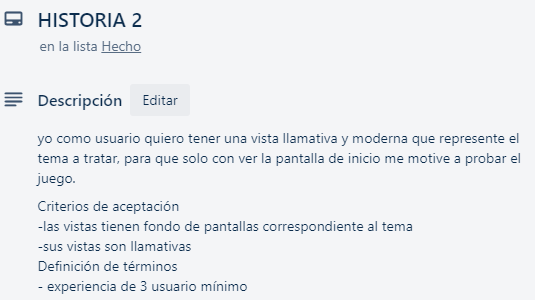 HISTORIA 2
en la lista Hecho
Descripción
Editar
yo como usuario quiero tener una vista llamativa y moderna que represente el
tema a tratar, para que solo con ver la pantalla de inicio me motive a probar el
juego.
Criterios de aceptación
-las vistas tienen fondo de pantallas correspondiente al tema
-sus vistas son llamativas
Definición de términos
- experiencia de 3 usuario mínimo